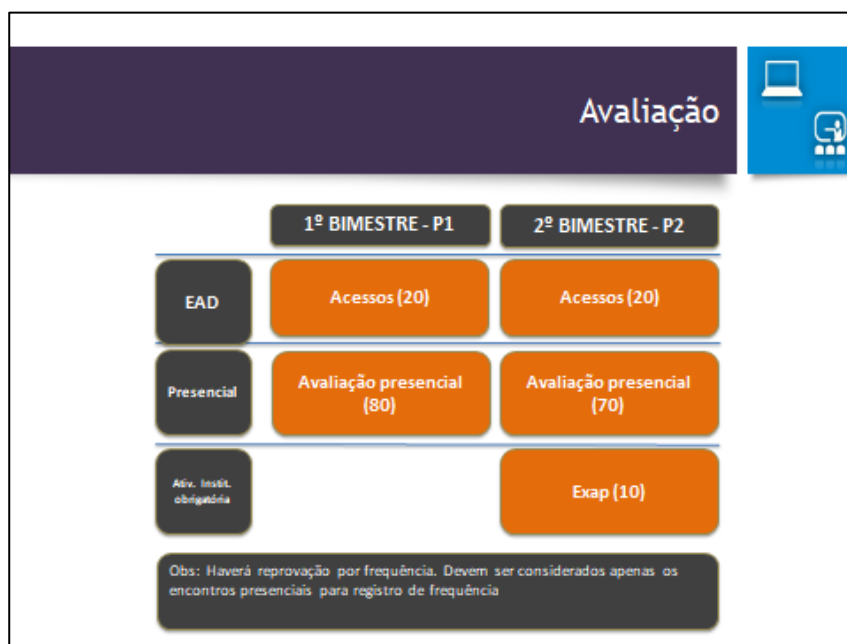 Avaliação
1º BIMESTRE - P1
2º BIMESTRE - P2
EAD
Acessos (20)
Acessos (20)
Presencial
Avaliação presencial
(80)
Avaliação presencial
(70)
Ativ. Instit.
obrigatória
Exap (10)
Obs: Haverá reprovação por frequência. Devem ser considerados apenas os
encontros presenciais para registro de frequência